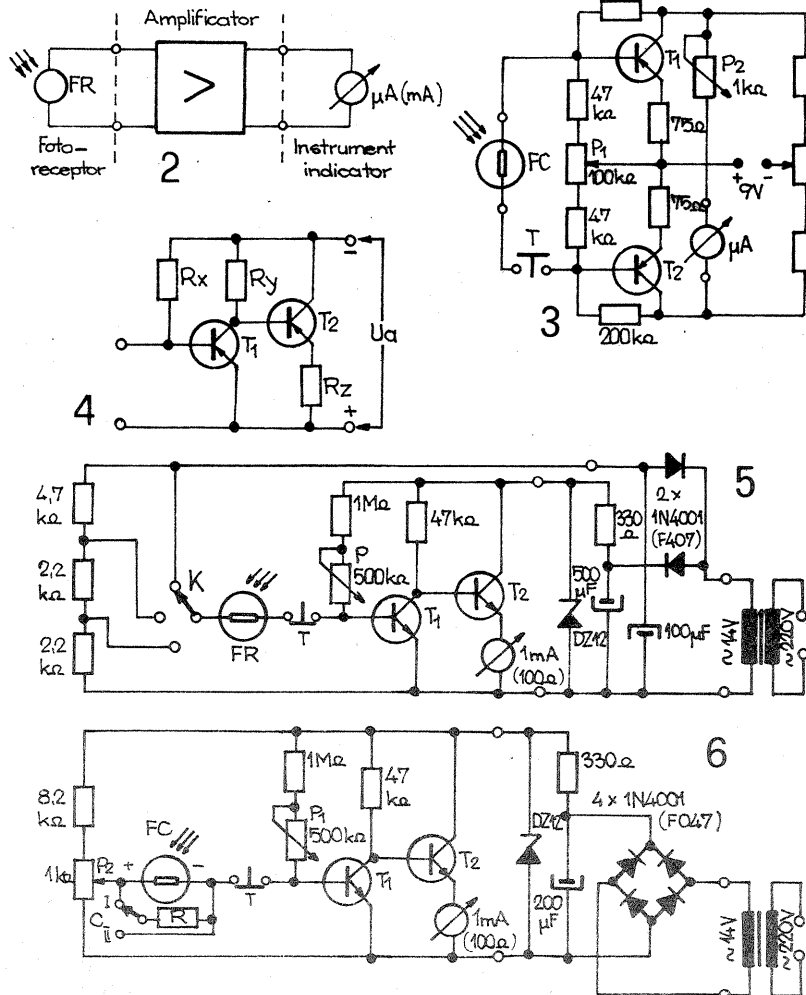 Amplificator
FR
>
µA(mA)
Foto-
receptor
Instrument
indicator
2
T1
P2
1kΩ
47
kΩ
75Ω
FC
P1
100kΩ
+
9V
-
75Ω
47
kΩ
T
µA
T2
200kΩ
3
Rx
Ry
T1
T2
Rz
-
Ua
+
4
4,7
kΩ
2,2
kΩ
2,2
kΩ
K
FR
T
1MΩ
P
500kΩ
47kΩ
T1
T2
1mA
(100Ω)
DZ12
330
Ω
500
µF
100µF
2 x
1N4001
(F407)
5
~14V
~220V
6
8,2
kΩ
1kΩ
P2
FC
+
-
I
C
II
R
T
1MΩ
P1
500kΩ
47
kΩ
T1
T2
1mA
(100Ω)
DZ12
330Ω
200
µF
4 x 1N4001
(F047)
~14V
~220V